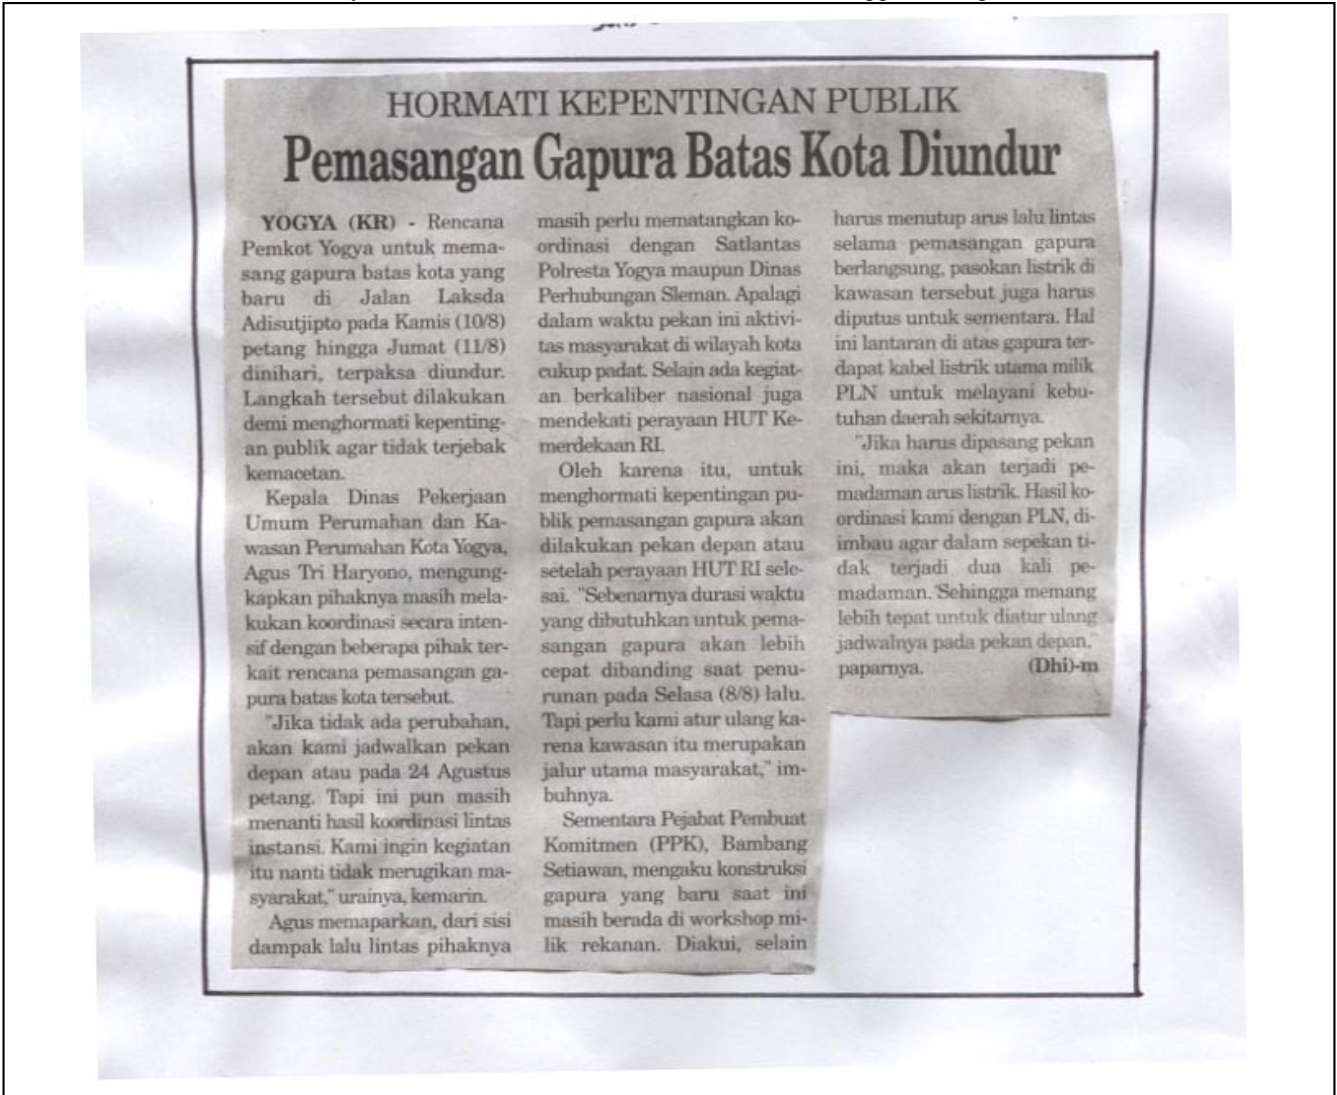 HORMATI KEPENTINGAN PUBLIK
Pemasangan Gapura Batas Kota Diundur
YOGYA (KR) - Rencana
Pemkot Yogya untuk mema-
sang gapura batas kota yang
baru di Jalan Laksda
Adisutjipto pada Kamis (10/8)
petang hingga Jumat (11/8)
dinihari, terpaksa diundur.
Langkah tersebut dilakukan
demi menghormati kepenting-
an publik agar tidak terjebak
kemacetan.
Kepala Dinas Pekerjaan
Umum Perumahan dan Ka-
wasan Perumahan Kota Yogya,
Agus Tri Haryono, mengung-
kapkan pihaknya masih mela-
kukan koordinasi secara inten-
sif dengan beberapa pihak ter-
kait rencana pemasangan ga-
pura batas kota tersebut.
"Jika tidak ada perubahan,
akan kami jadwalkan pekan
depan atau pada 24 Agustus
petang. Tapi ini pun masih
menanti hasil koordinasi lintas
instansi. Kami ingin kegiatan
itu nanti tidak merugikan ma-
syarakat," urainya, kemarin.
Agus memaparkan, dari sisi
dampak lalu lintas pihaknya
masih perlu mematangkan ko-
ordinasi dengan Satlantas
Polresta Yogya maupun Dinas
Perhubungan Sleman. Apalagi
dalam waktu pekan ini aktivi-
tas masyarakat di wilayah kota
cukup padat. Selain ada kegiat-
an berkaliber nasional juga
mendekati perayaan HUT Ke-
merdekaan RI.
Oleh karena itu, untuk
menghormati kepentingan pu-
blik pemasangan gapura akan
dilakukan pekan depan atau
setelah perayaan HUT RI sele-
sai. "Sebenarnya durasi waktu
yang dibutuhkan untuk pema-
sangan gapura akan lebih
cepat dibanding saat penu-
runan pada Selasa (8/8) lalu.
Tapi perlu kami atur ulang ka-
rena kawasan itu merupakan
jalur utama masyarakat," im-
buhnya.
Sementara Pejabat Pembuat
Komitmen (PPK), Bambang
Setiawan, mengaku konstruksi
gapura yang baru saat ini
masih berada di workshop mi-
lik rekanan. Diakui, selain
harus menutup arus lalu lintas
selama pemasangan gapura
berlangsung, pasokan listrik di
kawasan tersebut juga harus
diputus untuk sementara. Hal
ini lantaran di atas gapura ter-
dapat kabel listrik utama milik
PLN untuk melayani kebu-
tuhan daerah sekitarnya.
"Jika harus dipasang pekan
ini, maka akan terjadi pe-
madaman arus listrik. Hasil ko-
ordinasi kami dengan PLN, di-
imbau agar dalam sepekan ti-
dak terjadi dua kali pe-
madaman. Sehingga memang
lebih tepat untuk diatur ulang
jadwalnya pada pekan depan,"
paparnya. (Dhi)-m